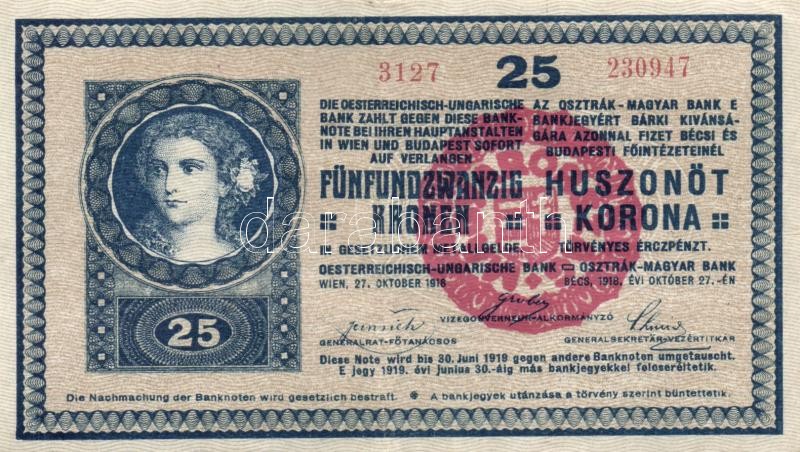 3127 25 230947
DIE OESTERREICHISCH-UNGARISCHE
BANK ZAHLT GEGEN DIESE BANK-
NOTE BEI IHREN HAUPTANSTALTEN
IN WIEN UND BUDAPEST SOFORT
AUF VERLANGEN
FÜNFUNDZWANZIG
KRONEN
IN GESETZLICHEM METALLGELDE.
AZ OSZTRÁK-MAGYAR BANK E
BANKJEGYÉRT BÁRKI KIVÁNSÁ-
GÁRA AZONNAL FIZET BÉCSI ÉS
BUDAPESTI FŐINTÉZETEINÉL
HUSZONÖT
KORONA
TÖRVÉNYES ÉRCZPÉNZT.
OESTERREICHISCH-UNGARISCHE BANK OSZTRÁK-MAGYAR BANK
WIEN, 27. OKTOBER 1918 BÉCS, 1918. ÉVI OKTÓBER 27.-ÉN
VIZEGOUVERNEUR-ALKORMÁNYZÓ
GENERALRAT-FŐTANÁCSOS GENERALSEKRETÄR-VEZÉRTITKÁR
Diese Note wird bis 30. Juni 1919 gegen andere Banknoten umgetauscht.
E jegy 1919. évi junius 30.-áig más bankjegyekkel felcseréltetik.
25
Die Nachmachung der Banknoten wird gesetzlich bestraft. * A bankjegyek utánzása a törvény szerint büntettetik.
darabanth